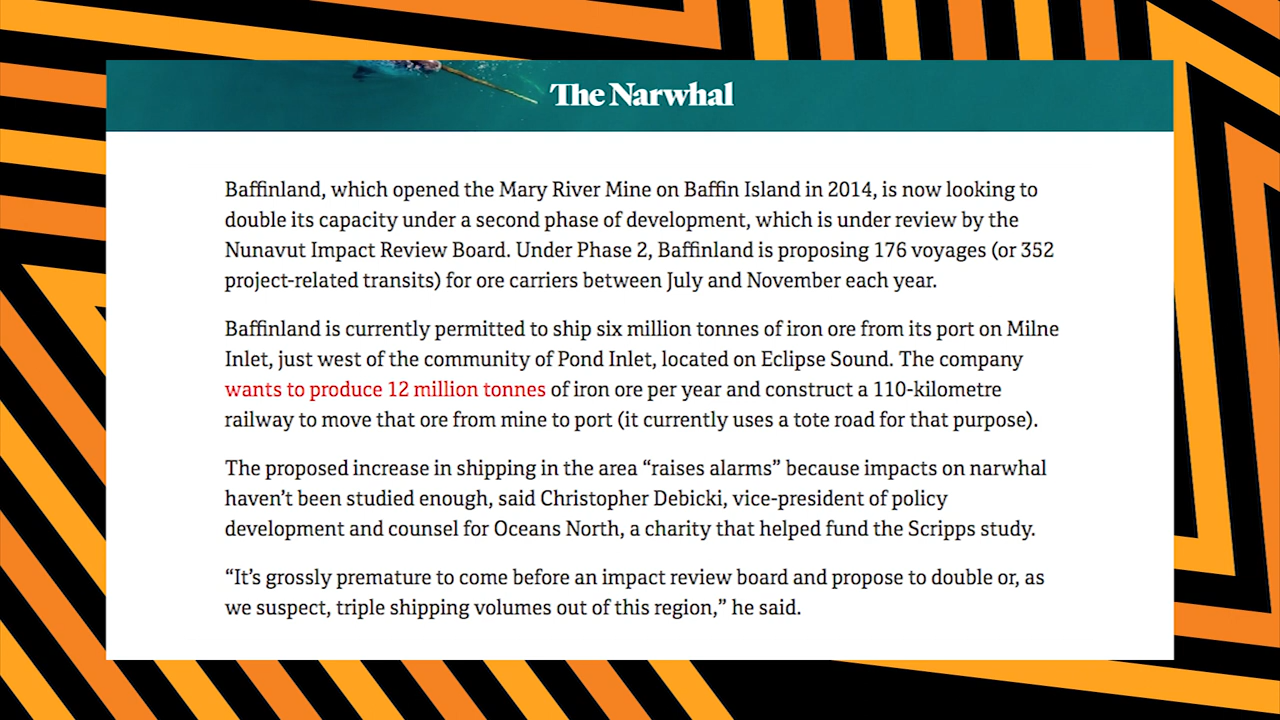 The Narwhal
Baffinland, which opened the Mary River Mine on Baffin Island in 2014, is now looking to
double its capacity under a second phase of development, which is under review by the
Nunavut Impact Review Board. Under Phase 2, Baffinland is proposing 176 voyages (or 352
project-related transits) for ore carriers between July and November each year.
Baffinland is currently permitted to ship six million tonnes of iron ore from its port on Milne
Inlet, just west of the community of Pond Inlet, located on Eclipse Sound. The company
wants to produce 12 million tonnes of iron ore per year and construct a 110-kilometre
railway to move that ore from mine to port (it currently uses a tote road for that purpose).
The proposed increase in shipping in the area “raises alarms” because impacts on narwhal
haven’t been studied enough, said Christopher Debicki, vice-president of policy
development and counsel for Oceans North, a charity that helped fund the Scripps study.
“It’s grossly premature to come before an impact review board and propose to double or, as
we suspect, triple shipping volumes out of this region,” he said.